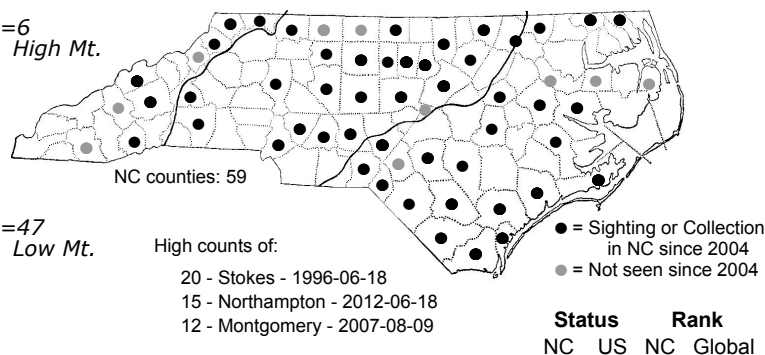 =6
High Mt.
NC counties: 59
=47
Low Mt.
High counts of:
20 - Stokes - 1996-06-18
15 - Northampton - 2012-06-18
12 - Montgomery - 2007-08-09
= Sighting or Collection
in NC since 2004
= Not seen since 2004
Status Rank
NC US NC Global